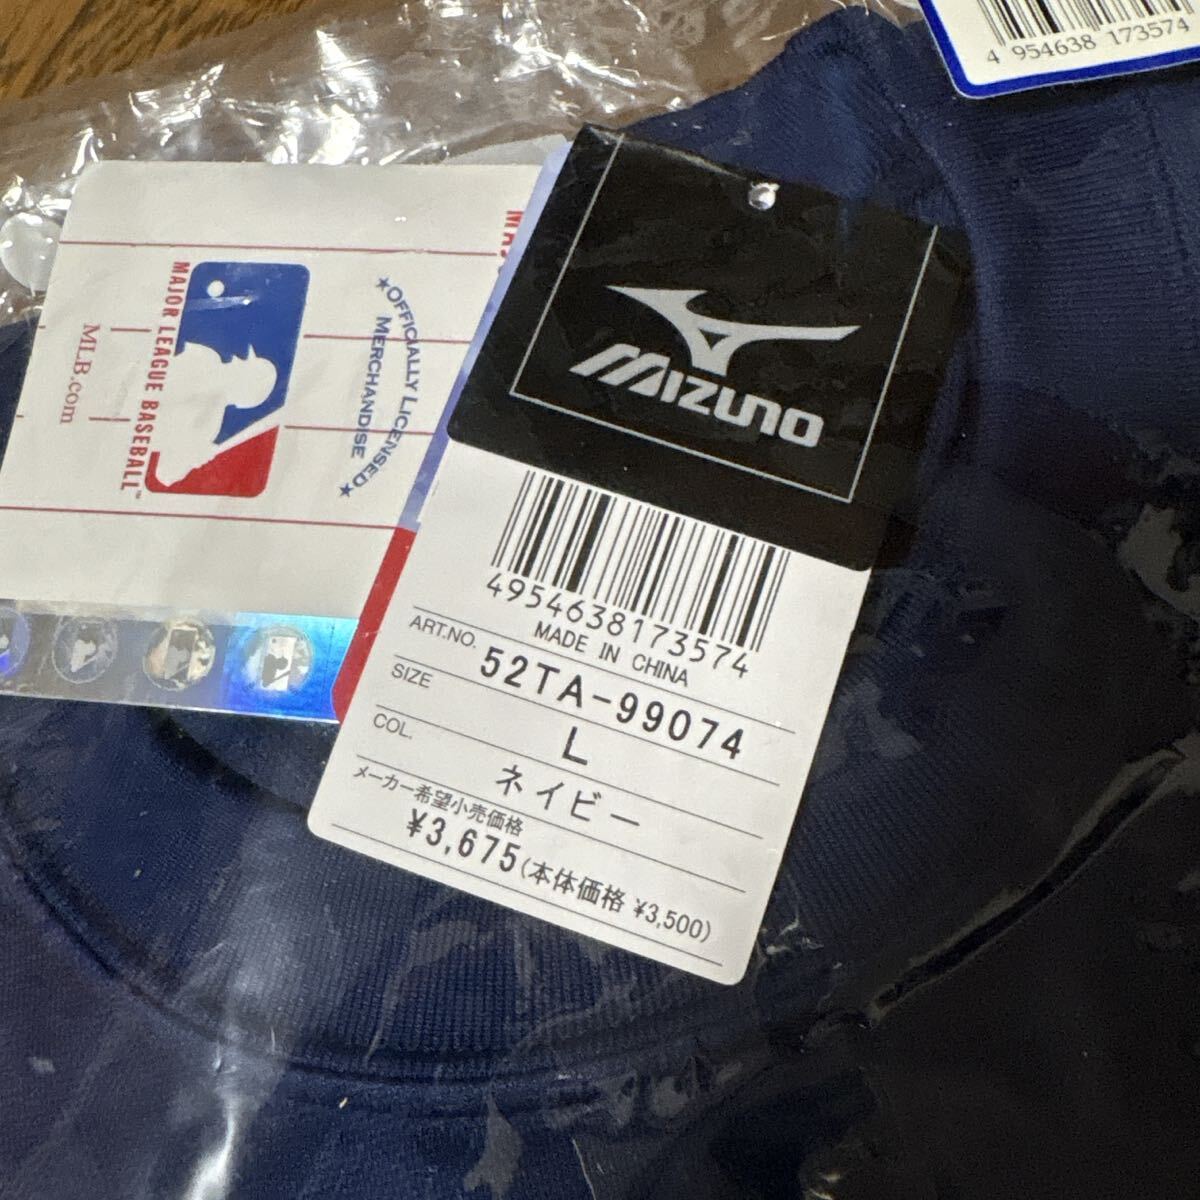 4 954638 173574
MAJOR LEAGUE BASEBALL™
MLB.com
★OFFICIALLY LICENSED★
MERCHANDISE
MIZUNO
4954638173574
MADE IN CHINA
ART.NO. 52TA-99074
SIZE L
COL. ネイビー
メーカー希望小売価格
¥3,675(本体価格 ¥3,500)